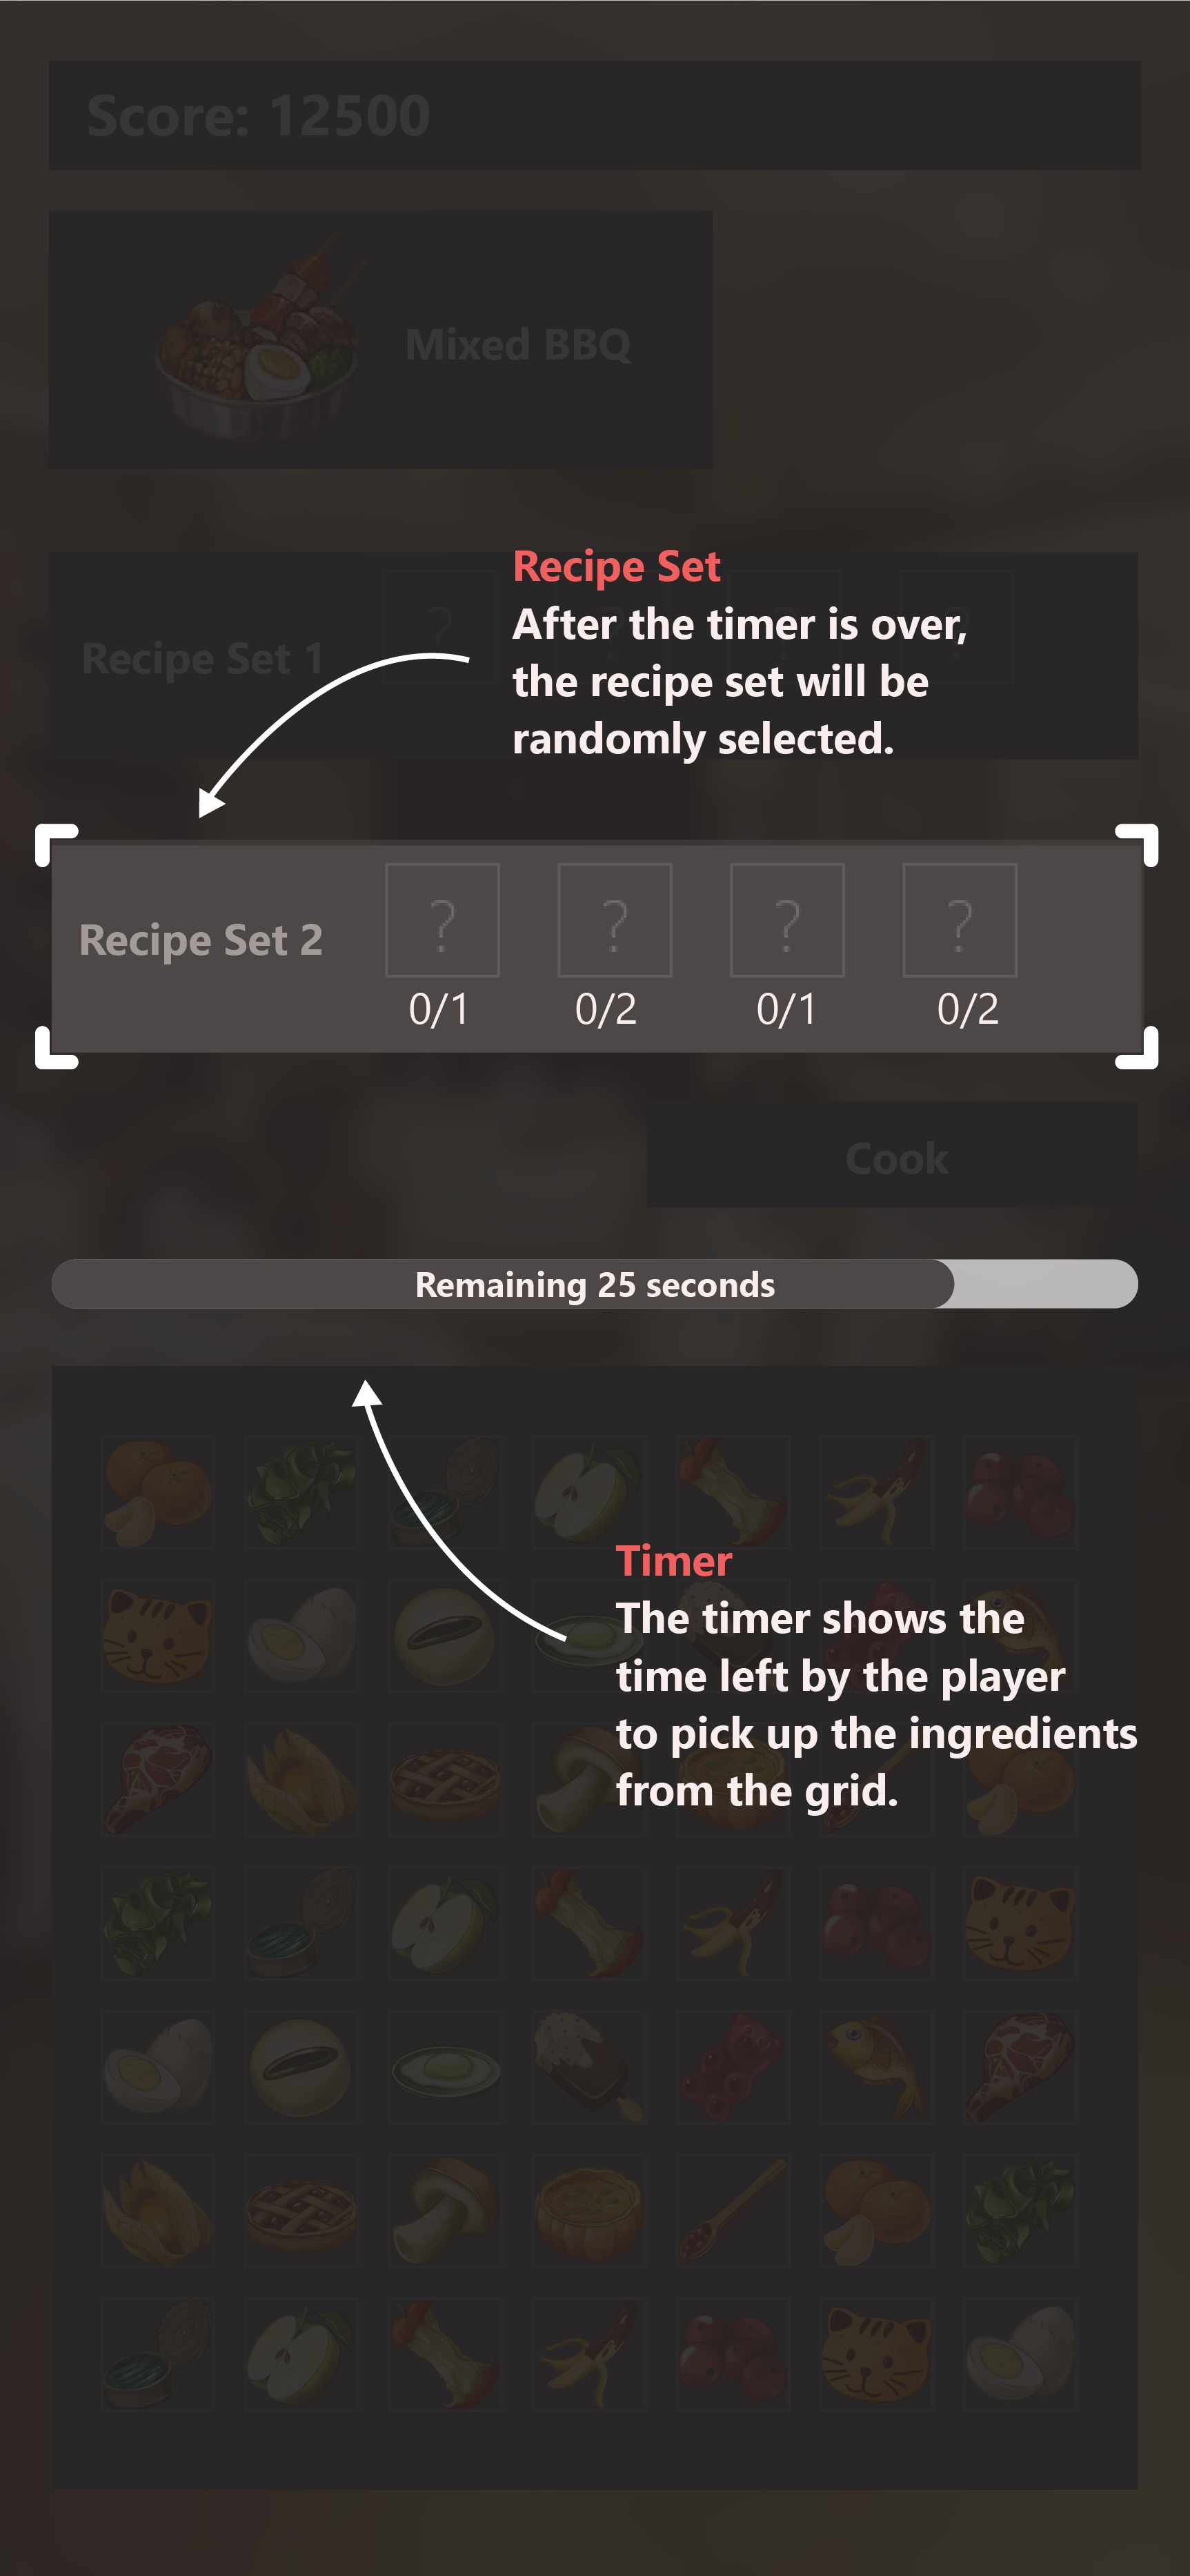 Score: 12500
Mixed BBQ
Recipe Set
After the timer is over,
the recipe set will be
randomly selected.
Recipe Set 1
? ? ? ?
Recipe Set 2
? ? ? ?
0/1 0/2 0/1 0/2
Cook
Remaining 25 seconds
Timer
The timer shows the
time left by the player
to pick up the ingredients
from the grid.